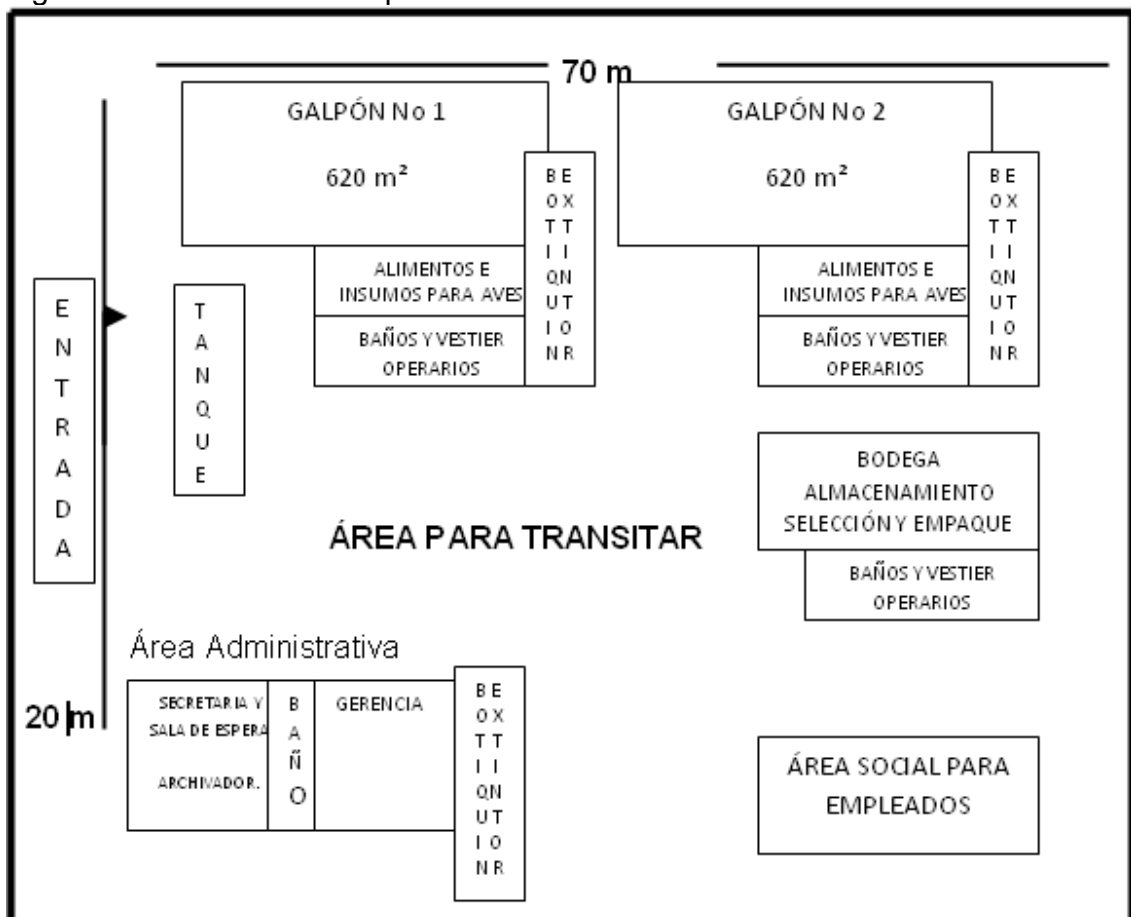 70 m
GALPÓN No 1
620 m²
BOTIQUIN
EXTINTOR
ALIMENTOS E
INSUMOS PARA AVES
BAÑOS Y VESTIER
OPERARIOS
GALPÓN No 2
620 m²
BOTIQUIN
EXTINTOR
ALIMENTOS E
INSUMOS PARA AVES
BAÑOS Y VESTIER
OPERARIOS
ENTRADA
TANQUE
BODEGA
ALMACENAMIENTO
SELECCIÓN Y EMPAQUE
BAÑOS Y VESTIER
OPERARIOS
ÁREA PARA TRANSITAR
Área Administrativa
20 m
SECRETARIA Y
SALA DE ESPERA
ARCHIVADOR.
BAÑO
GERENCIA
BOTIQUIN
EXTINTOR
ÁREA SOCIAL PARA
EMPLEADOS